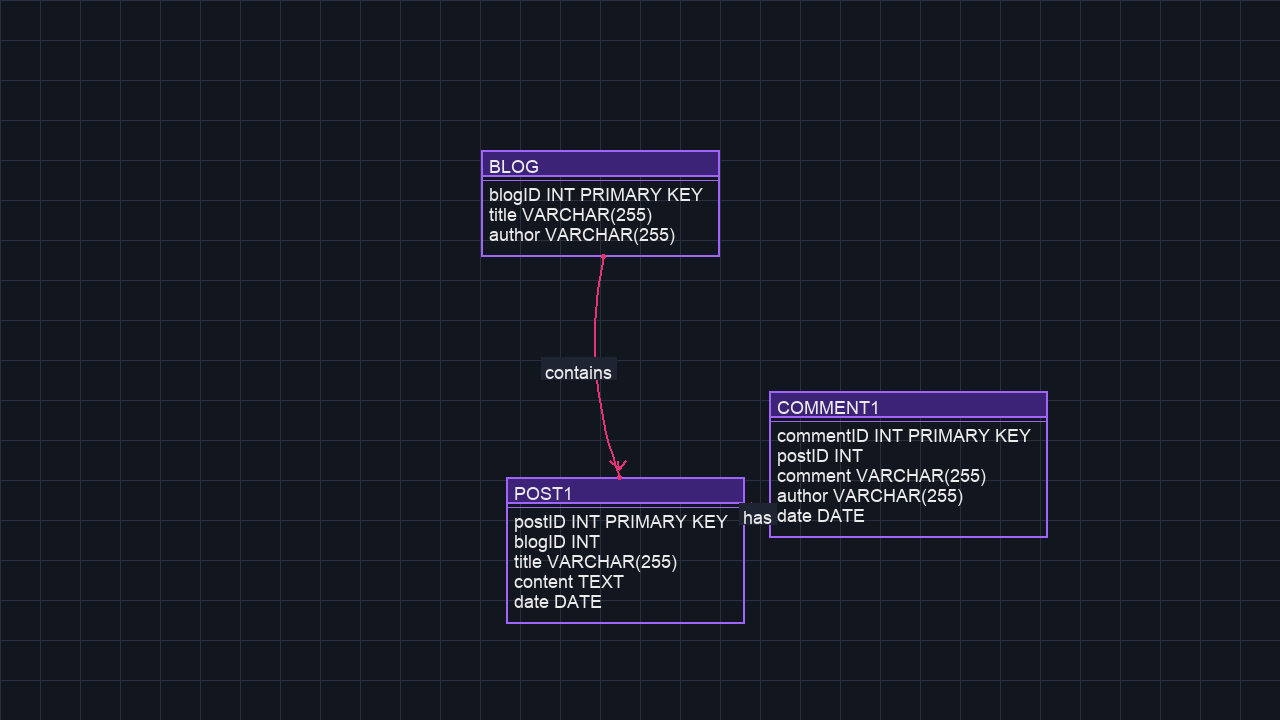 BLOG
blogID INT PRIMARY KEY
title VARCHAR(255)
author VARCHAR(255)
contains
COMMENT1
commentID INT PRIMARY KEY
postID INT
comment VARCHAR(255)
author VARCHAR(255)
date DATE
has
POST1
postID INT PRIMARY KEY
blogID INT
title VARCHAR(255)
content TEXT
date DATE